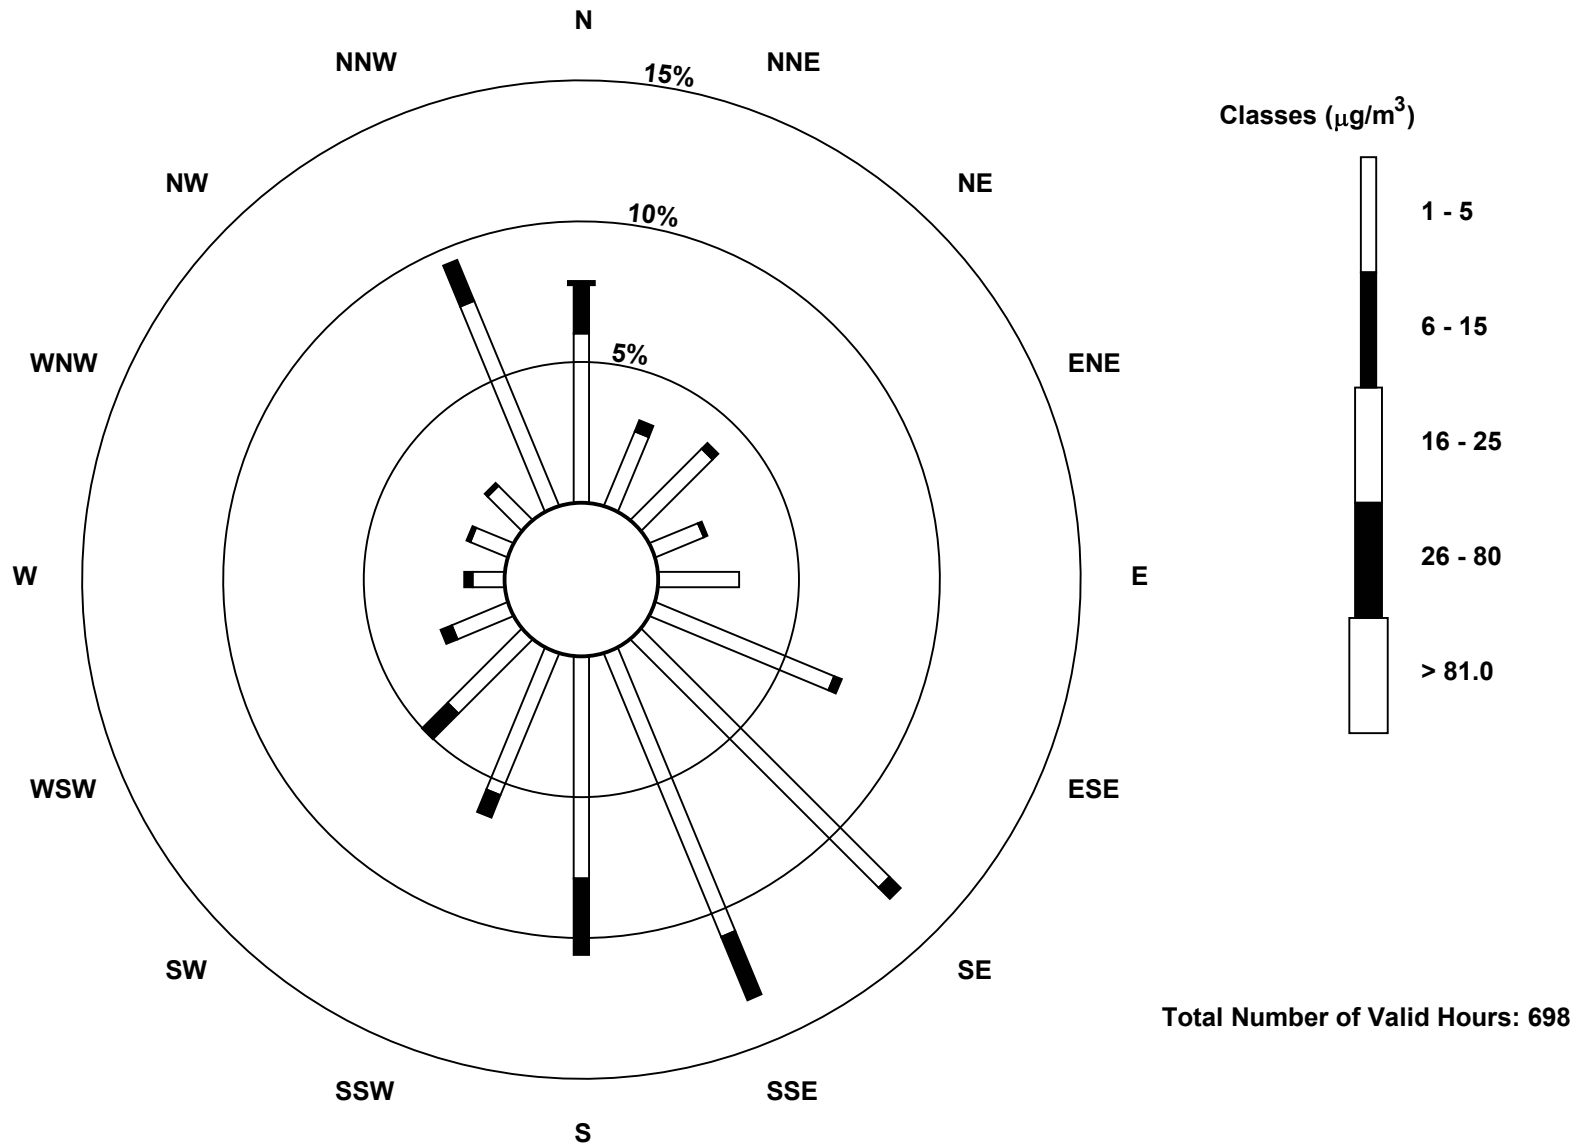 N
NNW
NNE
15%
Classes (μg/m³)
NW
NE
10%
1 - 5
6 - 15
5%
WNW
ENE
16 - 25
26 - 80
W
E
> 81.0
WSW
ESE
SW
SE
Total Number of Valid Hours: 698
SSW
SSE
S